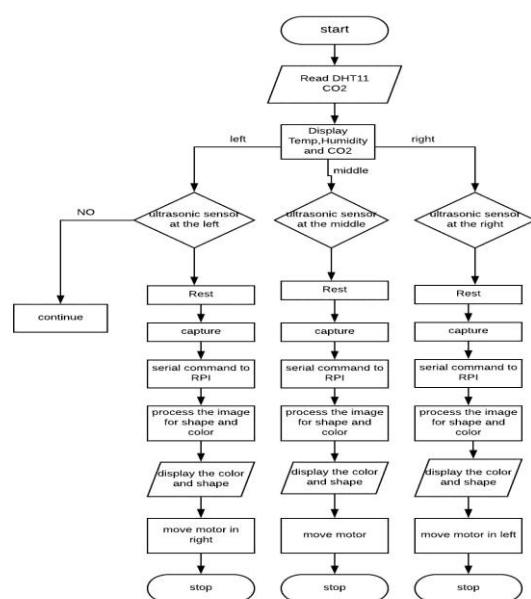 start
Read DHT11
CO2
Display
Temp,Humidity
and CO2
left
right
middle
NO
ultrasonic sensor
at the left
ultrasonic sensor
at the middle
ultrasonic sensor
at the right
continue
Rest
capture
serial command to
RPI
process the image
for shape and
color
display the color
and shape
move motor in
right
stop
Rest
capture
serial command to
RPI
process the image
for shape and
color
display the color
and shape
move motor
stop
Rest
capture
serial command to
RPI
process the image
for shape and
color
display the color
and shape
move motor in left
stop